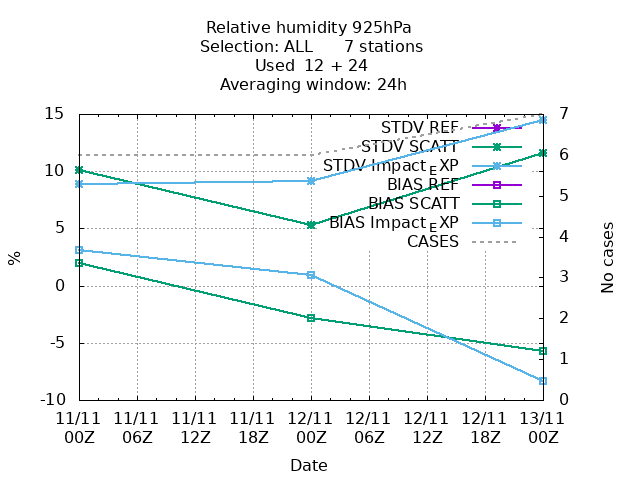 Relative humidity 925hPa
Selection: ALL 7 stations
Used 12 + 24
Averaging window: 24h
15
10
5
0
-5
-10
%
7
6
5
4
3
2
1
0
No cases
STDV REF
STDV SCATT
STDV Impact_EXP
BIAS REF
BIAS SCATT
BIAS Impact_EXP
CASES
11/11 11/11 11/11 11/11 12/11 12/11 12/11 12/11 13/11
00Z 06Z 12Z 18Z 00Z 06Z 12Z 18Z 00Z
Date